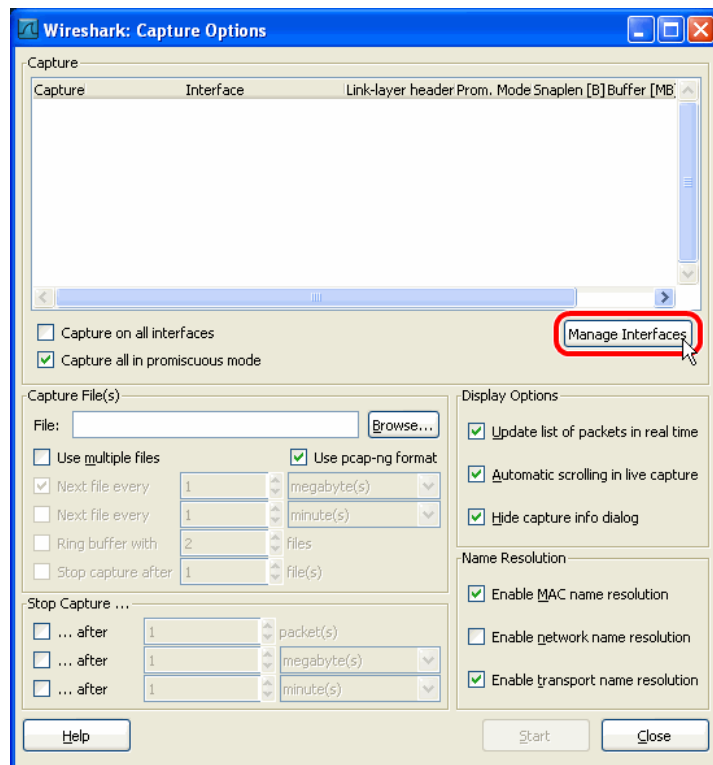 Wireshark: Capture Options
Capture
Capture Interface Link-layer header Prom. Mode Snaplen [B] Buffer [MB]
Capture on all interfaces
Manage Interfaces
Capture all in promiscuous mode
Capture File(s)
File: Browse...
Use multiple files Use pcap-ng format
Next file every 1 megabyte(s)
Next file every 1 minute(s)
Ring buffer with 2 files
Stop capture after 1 file(s)
Stop Capture ...
... after 1 packet(s)
... after 1 megabyte(s)
... after 1 minute(s)
Display Options
Update list of packets in real time
Automatic scrolling in live capture
Hide capture info dialog
Name Resolution
Enable MAC name resolution
Enable network name resolution
Enable transport name resolution
Help Start Close